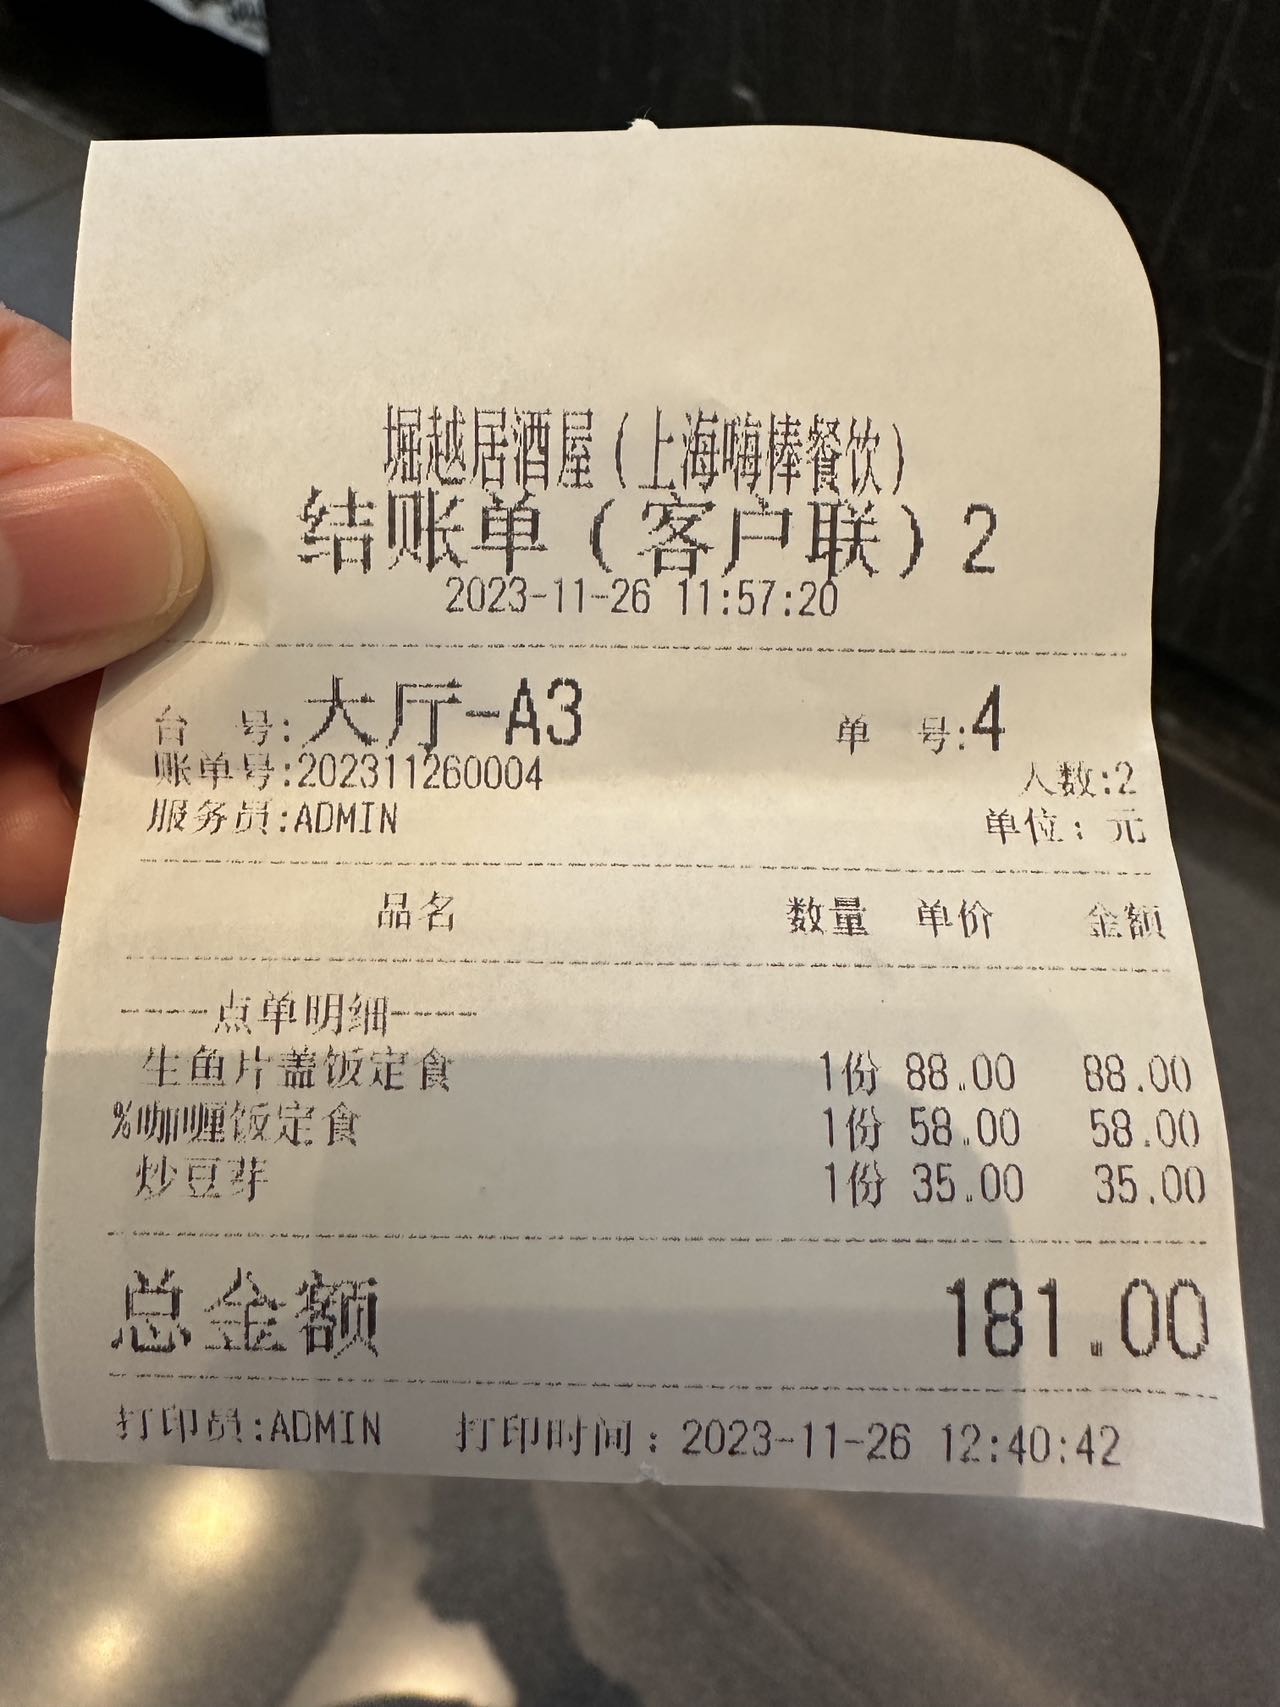 堀越居酒屋(上海嗨棒餐饮)
结账单(客户联)2
2023-11-26 11:57:20
台 号:大厅-A3 单 号:4
账单号:202311260004 人数:2
服务员:ADMIN 单位: 元
品名 数量 单价 金额
------点单明细------
生鱼片盖饭定食 1份 88.00 88.00
%咖喱饭定食 1份 58.00 58.00
炒豆芽 1份 35.00 35.00
总金额 181.00
打印员:ADMIN 打印时间: 2023-11-26 12:40:42